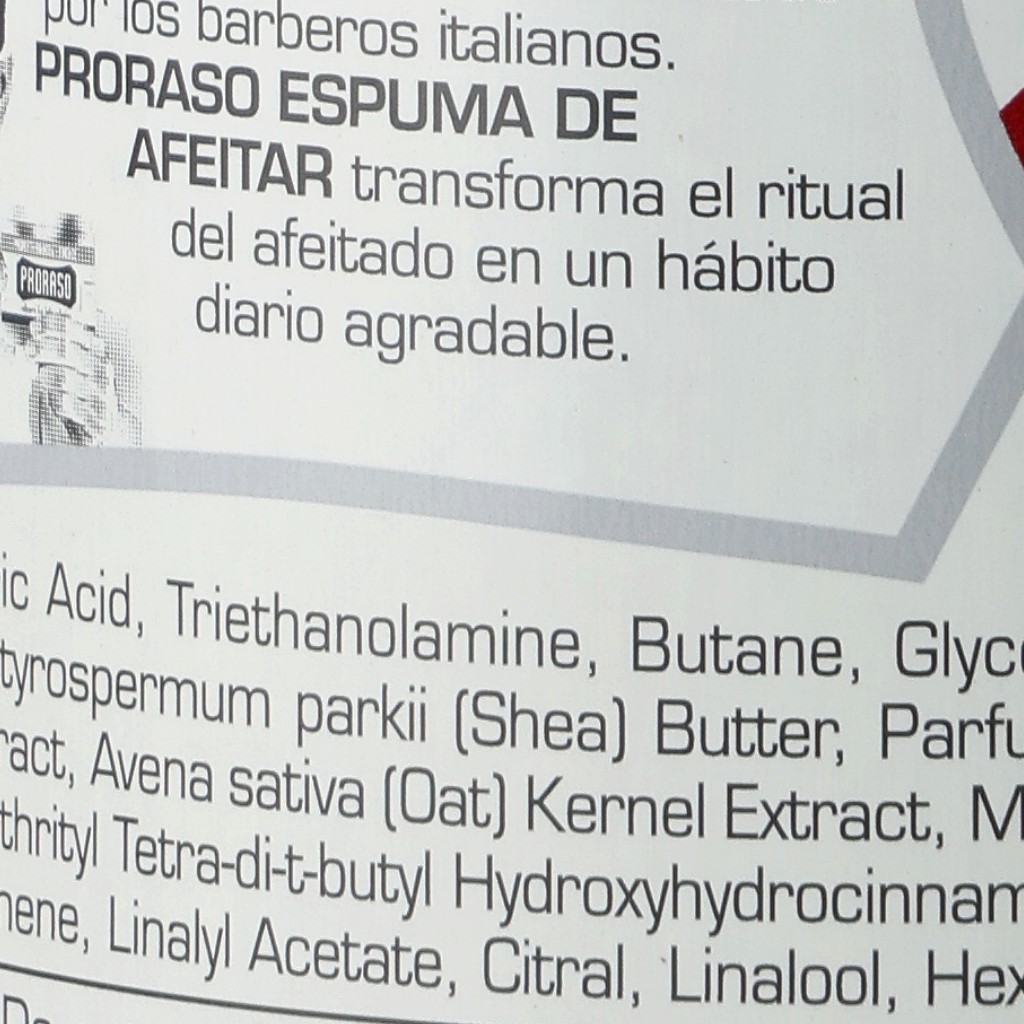 por los barberos italianos.
PRORASO ESPUMA DE
AFEITAR transforma el ritual
del afeitado en un hábito
diario agradable.
PRORASO
ic Acid, Triethanolamine, Butane, Glyc
tyrospermum parkii (Shea) Butter, Parfu
ract, Avena sativa (Oat) Kernel Extract, M
thrityl Tetra-di-t-butyl Hydroxyhydrocinnam
nene, Linalyl Acetate, Citral, Linalool, Hex